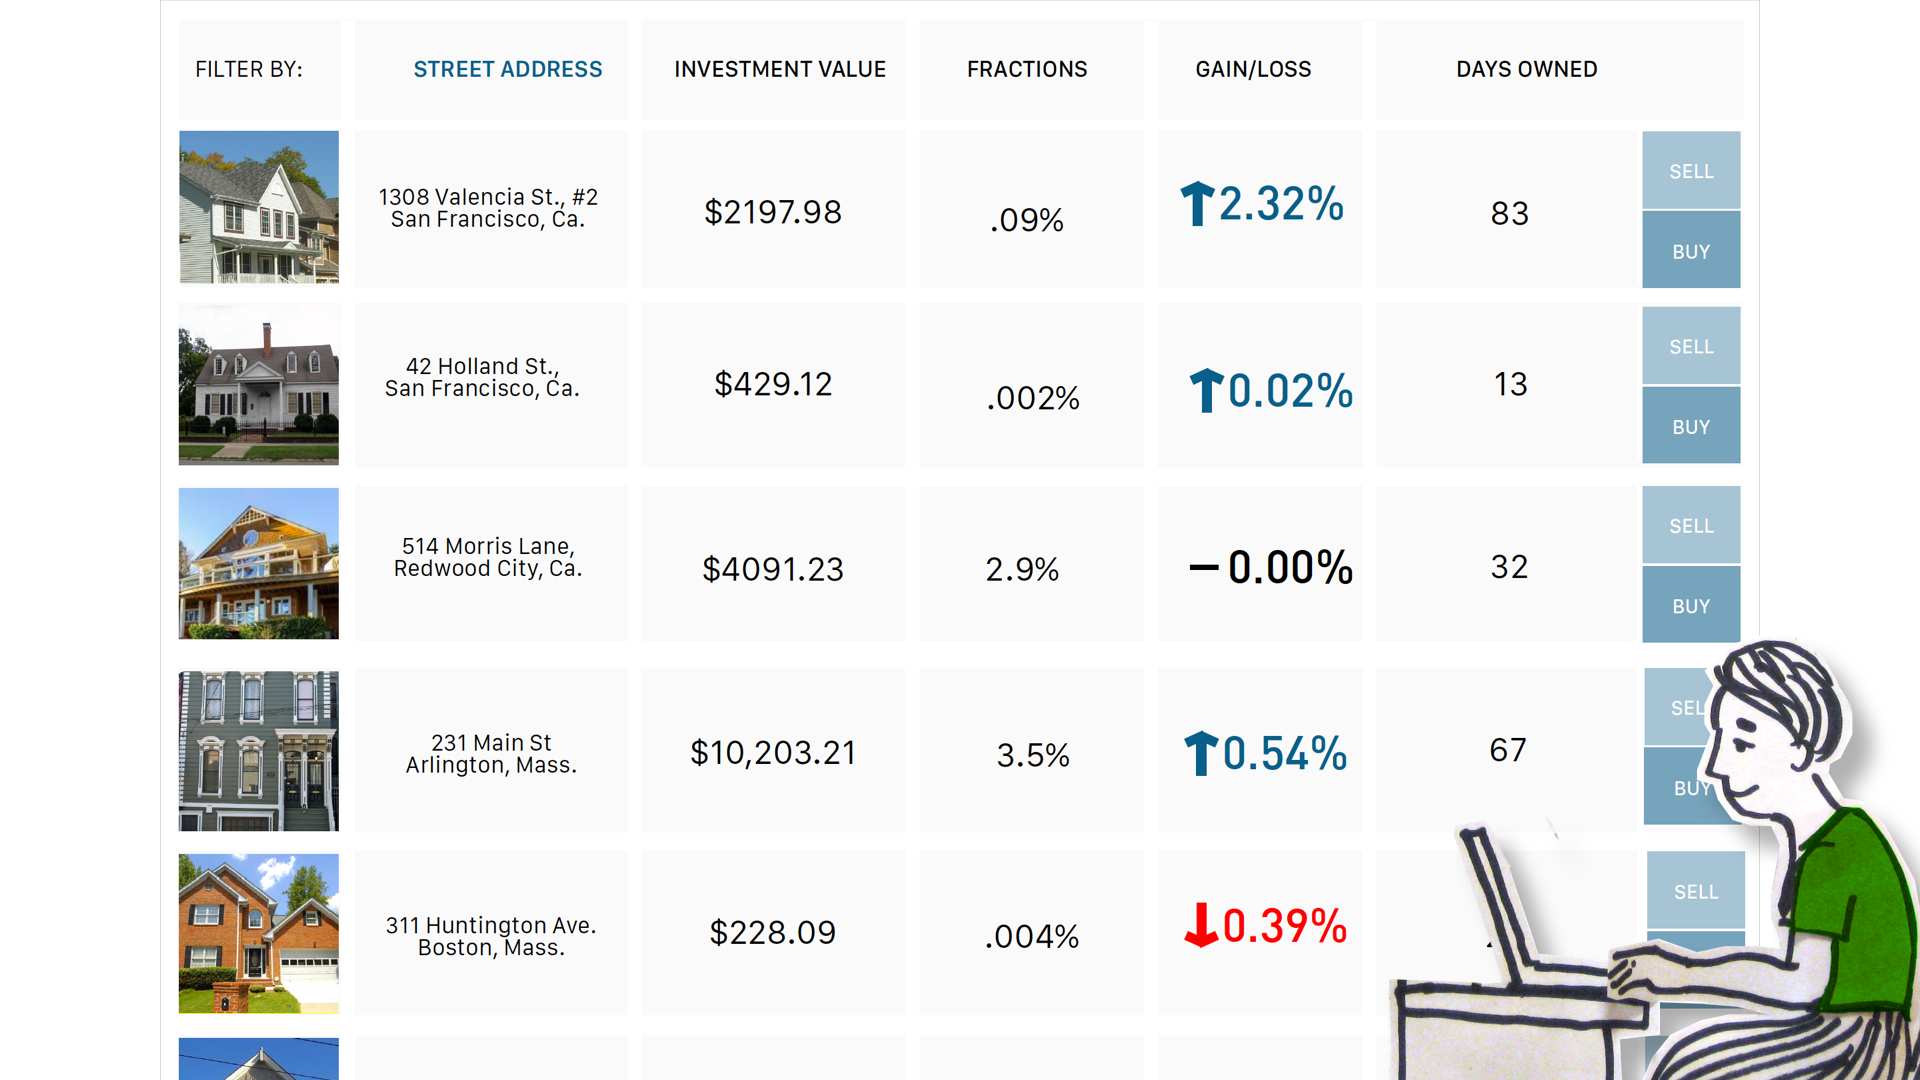 FILTER BY: STREET ADDRESS INVESTMENT VALUE FRACTIONS GAIN/LOSS DAYS OWNED
1308 Valencia St., #2
San Francisco, Ca.
$2197.98
.09%
2.32%
83
SELL
BUY
42 Holland St.,
San Francisco, Ca.
$429.12
.002%
0.02%
13
SELL
BUY
514 Morris Lane,
Redwood City, Ca.
$4091.23
2.9%
– 0.00%
32
SELL
BUY
231 Main St
Arlington, Mass.
$10,203.21
3.5%
0.54%
67
SEL
BUY
311 Huntington Ave.
Boston, Mass.
$228.09
.004%
0.39%
SELL